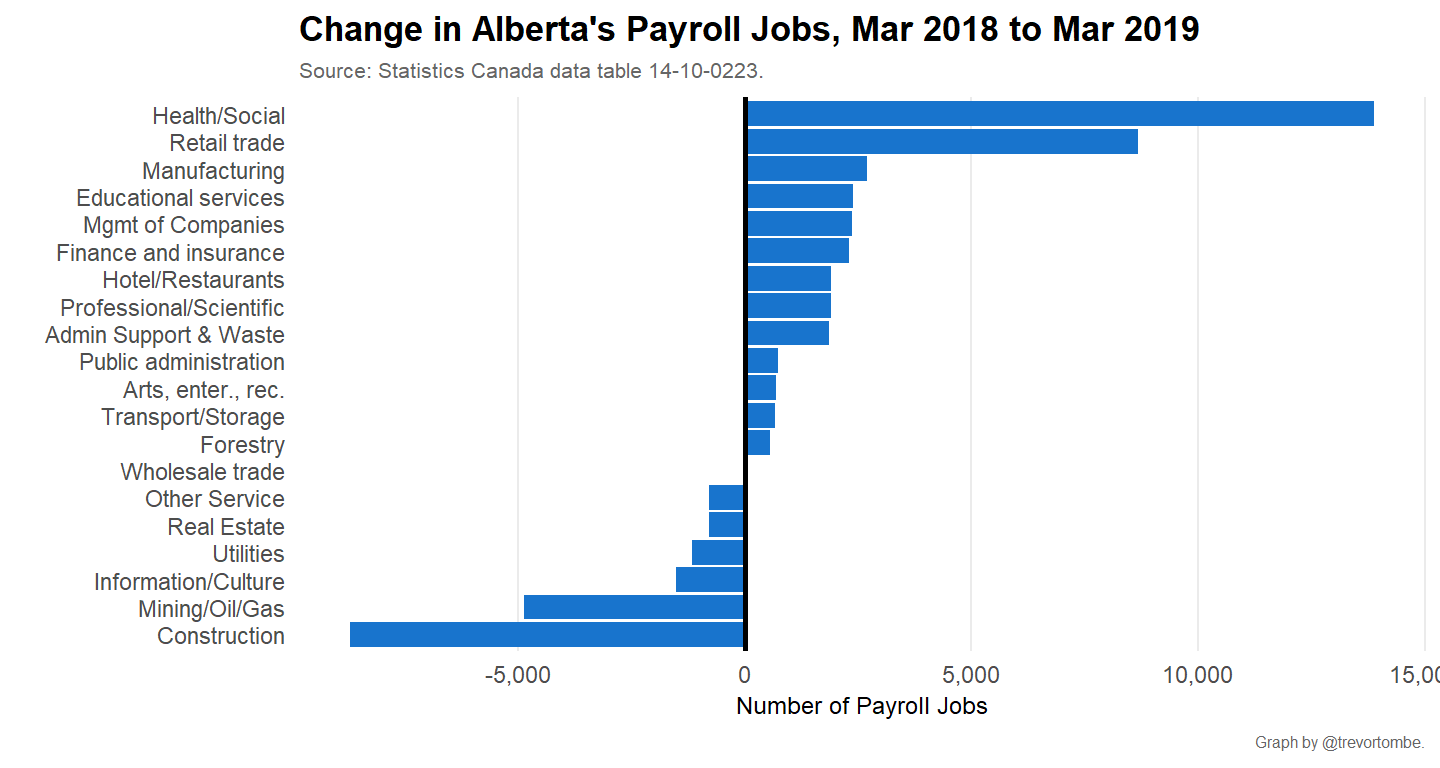 Change in Alberta's Payroll Jobs, Mar 2018 to Mar 2019
Source: Statistics Canada data table 14-10-0223.
Health/Social
Retail trade
Manufacturing
Educational services
Mgmt of Companies
Finance and insurance
Hotel/Restaurants
Professional/Scientific
Admin Support & Waste
Public administration
Arts, enter., rec.
Transport/Storage
Forestry
Wholesale trade
Other Service
Real Estate
Utilities
Information/Culture
Mining/Oil/Gas
Construction
-5,000 0 5,000 10,000 15,00
Number of Payroll Jobs
Graph by @trevortombe.